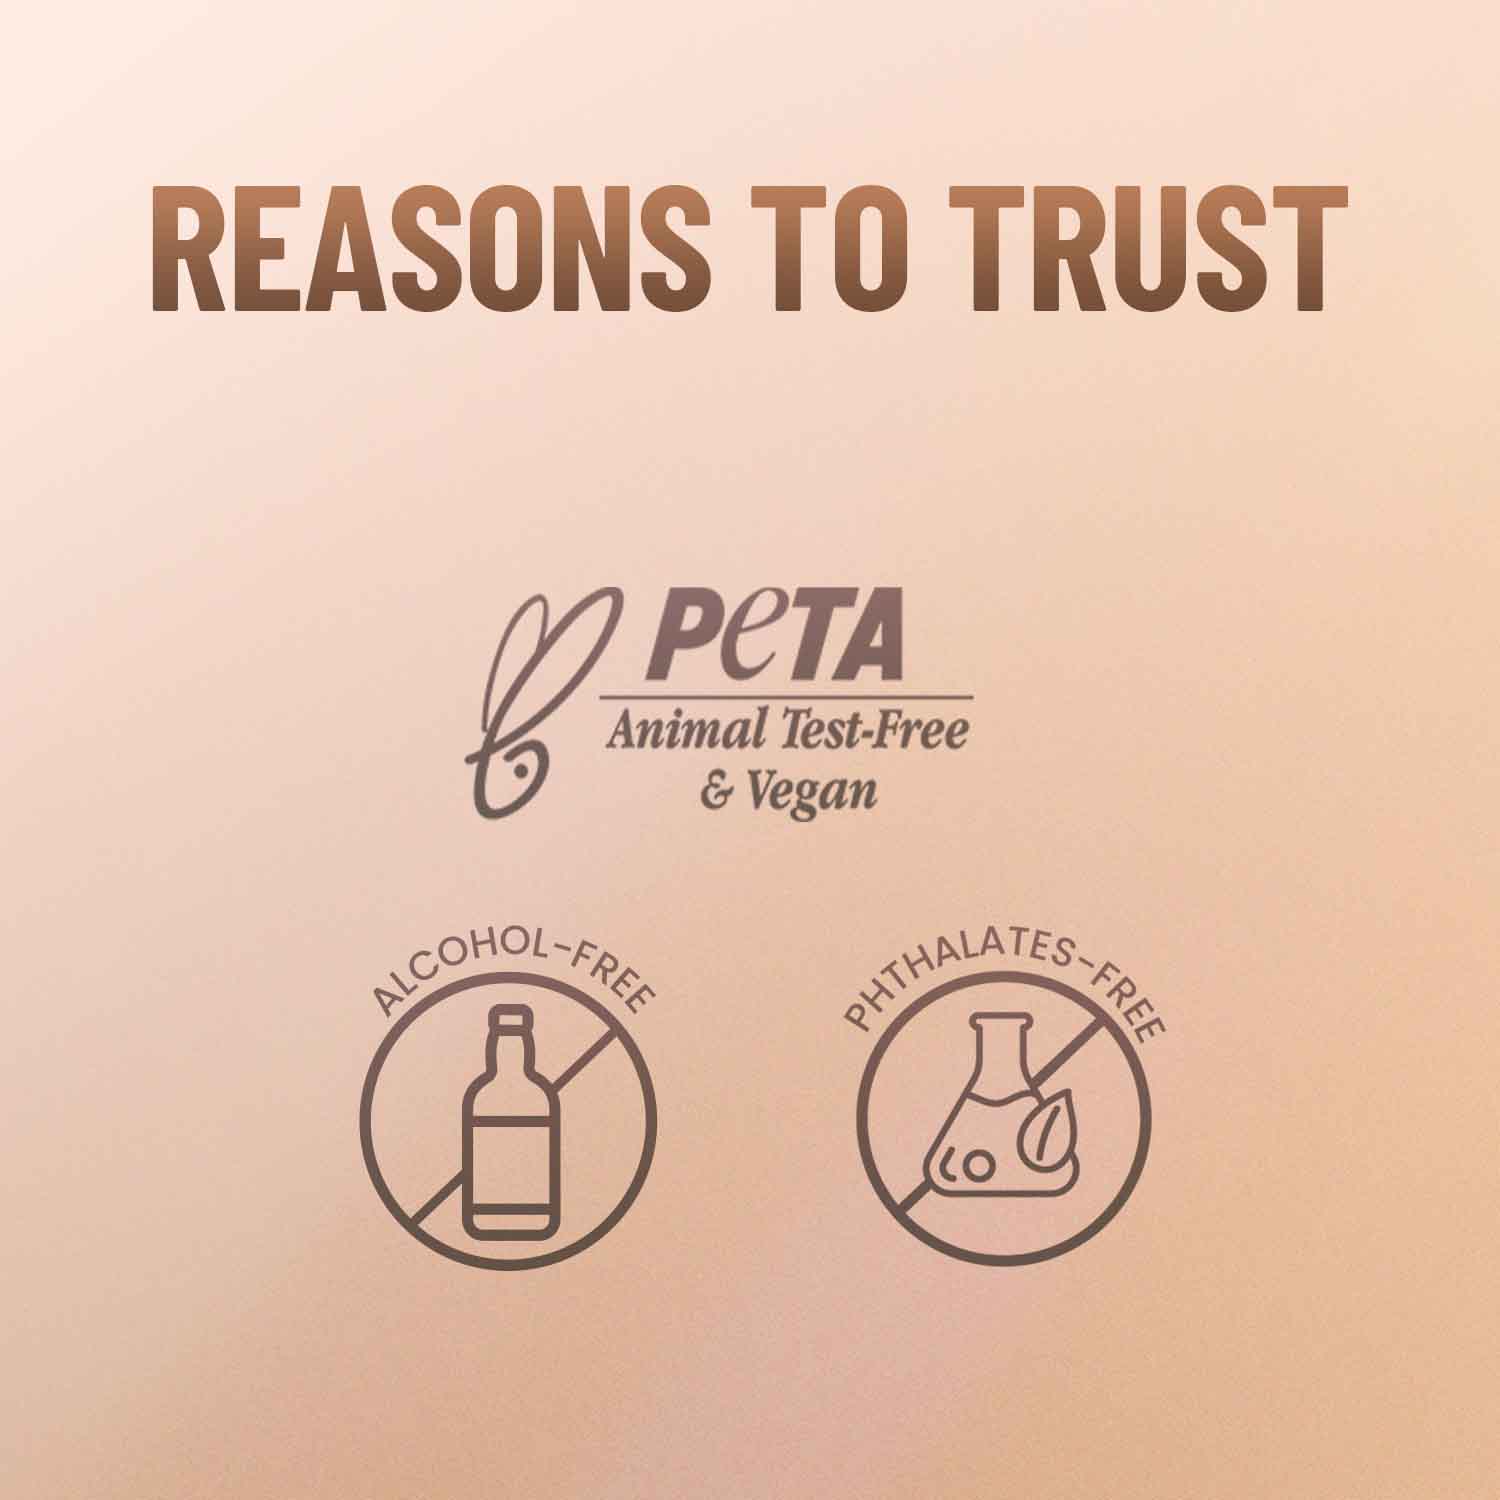 REASONS TO TRUST
PeTA
Animal Test-Free
& Vegan
ALCOHOL-FREE
PHTHALATES-FREE